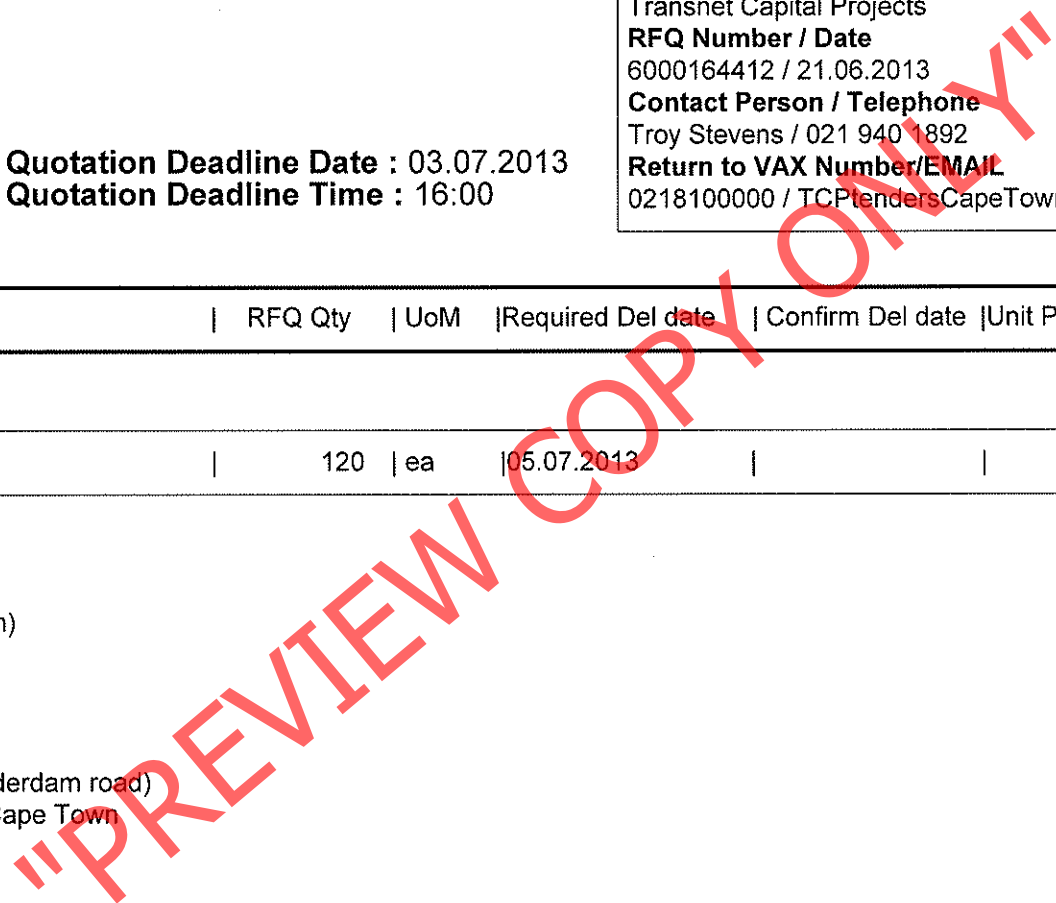 Transnet Capital Projects
RFQ Number / Date
6000164412 / 21.06.2013
Contact Person / Telephone
Troy Stevens / 021 940 1892
Return to VAX Number/EMAIL
0218100000 / TCPtendersCapeTown
Quotation Deadline Date : 03.07.2013
Quotation Deadline Time : 16:00
| RFQ Qty | UoM |Required Del date | Confirm Del date |Unit P
| 120 | ea |05.07.2013 | |
n)
derdam road)
Cape Town
"PREVIEW COPY ONLY"